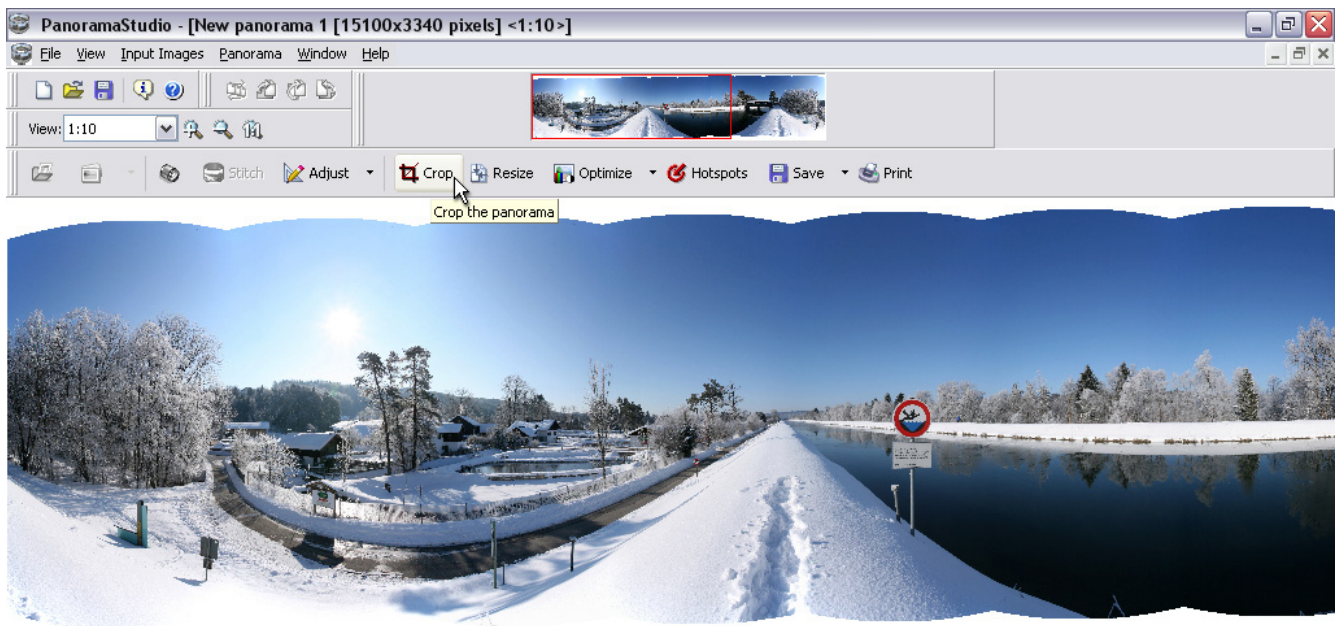 PanoramaStudio - [New panorama 1 [15100x3340 pixels] <1:10>]
File View Input Images Panorama Window Help
View: 1:10
Stitch Adjust Crop Resize Optimize Hotspots Save Print
Crop the panorama